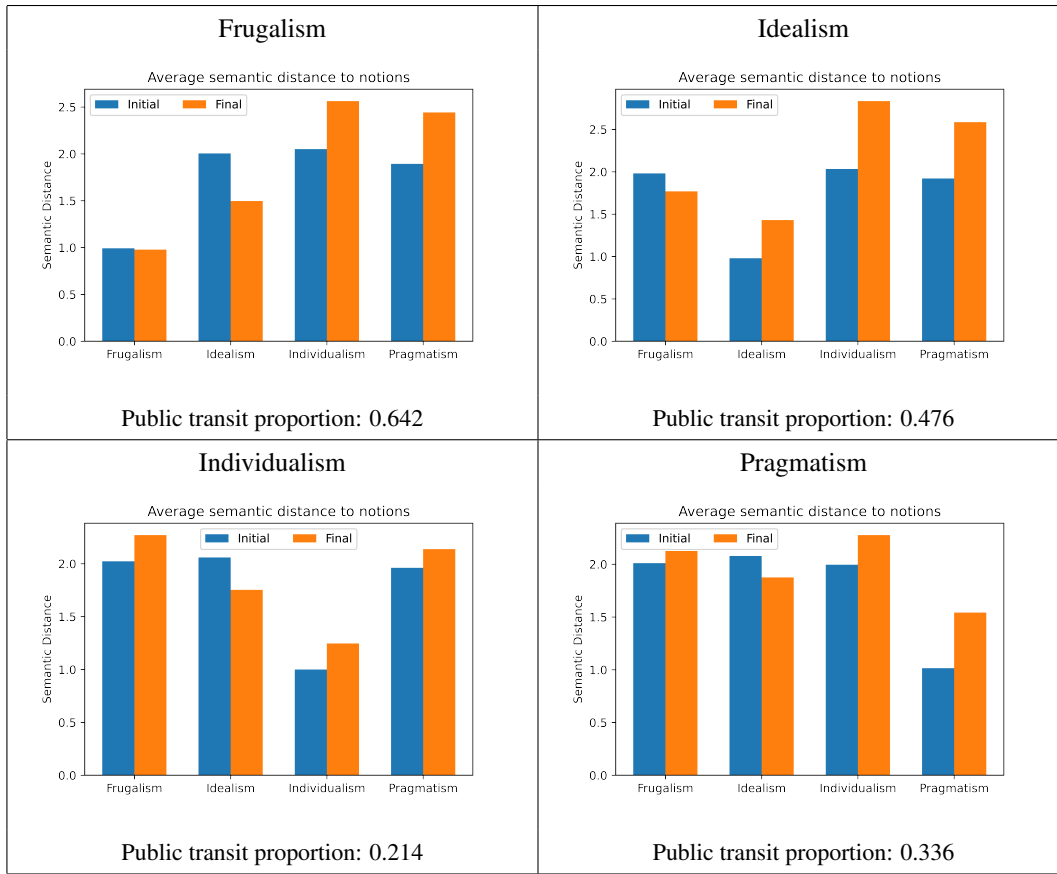 Frugalism
Average semantic distance to notions
Initial Final
2.5
2.0
1.5
1.0
0.5
0.0
Semantic Distance
Frugalism Idealism Individualism Pragmatism
Public transit proportion: 0.642
Idealism
Average semantic distance to notions
Initial Final
2.5
2.0
1.5
1.0
0.5
0.0
Semantic Distance
Frugalism Idealism Individualism Pragmatism
Public transit proportion: 0.476
Individualism
Average semantic distance to notions
Initial Final
2.0
1.5
1.0
0.5
0.0
Semantic Distance
Frugalism Idealism Individualism Pragmatism
Public transit proportion: 0.214
Pragmatism
Average semantic distance to notions
Initial Final
2.0
1.5
1.0
0.5
0.0
Semantic Distance
Frugalism Idealism Individualism Pragmatism
Public transit proportion: 0.336